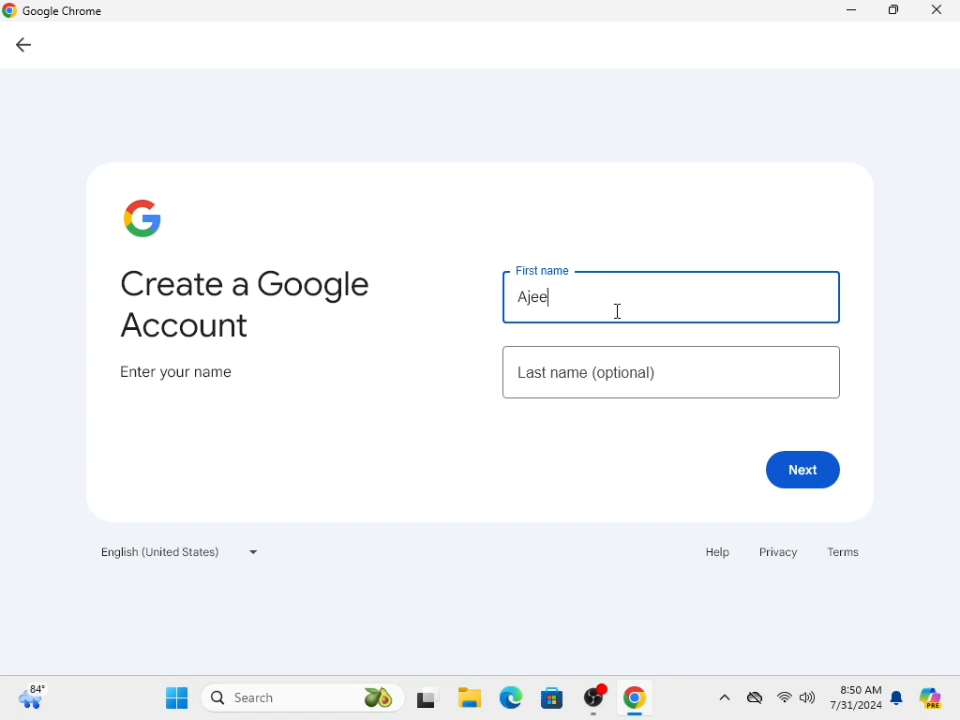 Google Chrome
Create a Google
Account
Enter your name
First name
Ajee
Last name (optional)
Next
English (United States)
Help
Privacy
Terms
84°
Search
8:50 AM
7/31/2024
PRE